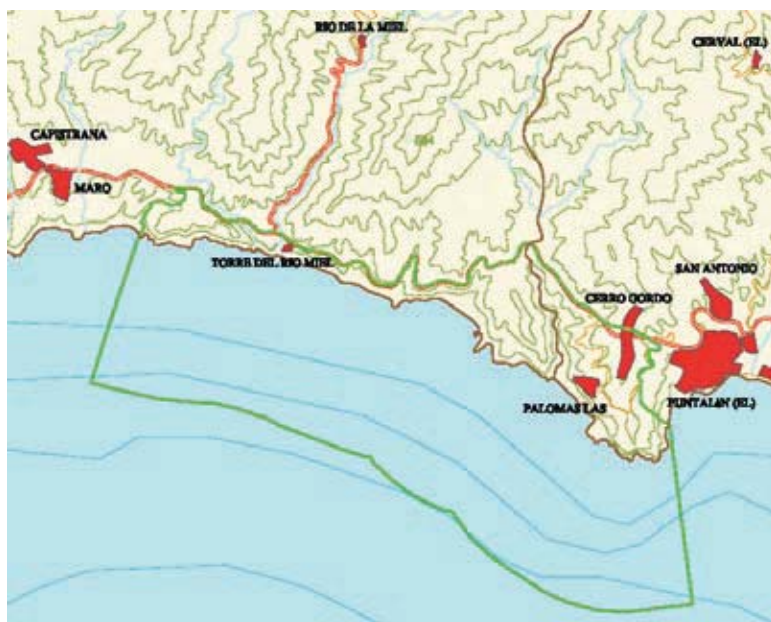 RIO DE LA MIEL
CERVAL (EL)
CAPISTRANA
MARO
TORRE DEL RIO MIEL
SAN ANTONIO
CERRO GORDO
PALOMAS LAS
PUNTALON (EL)